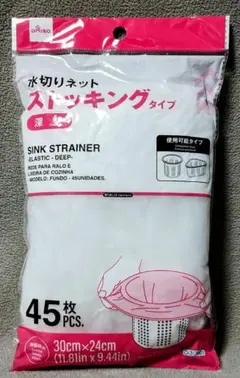 DAISO
水切りネット
ストッキングタイプ
深型
使用可能タイプ
SINK STRAINER
-ELASTIC - DEEP-
REDE PARA RALO E
LIXEIRA DE COZINHA
MODELO: FUNDO - 45UNIDADES.
45枚
PCS.
30cm×24cm
(11.81in x 9.44in)